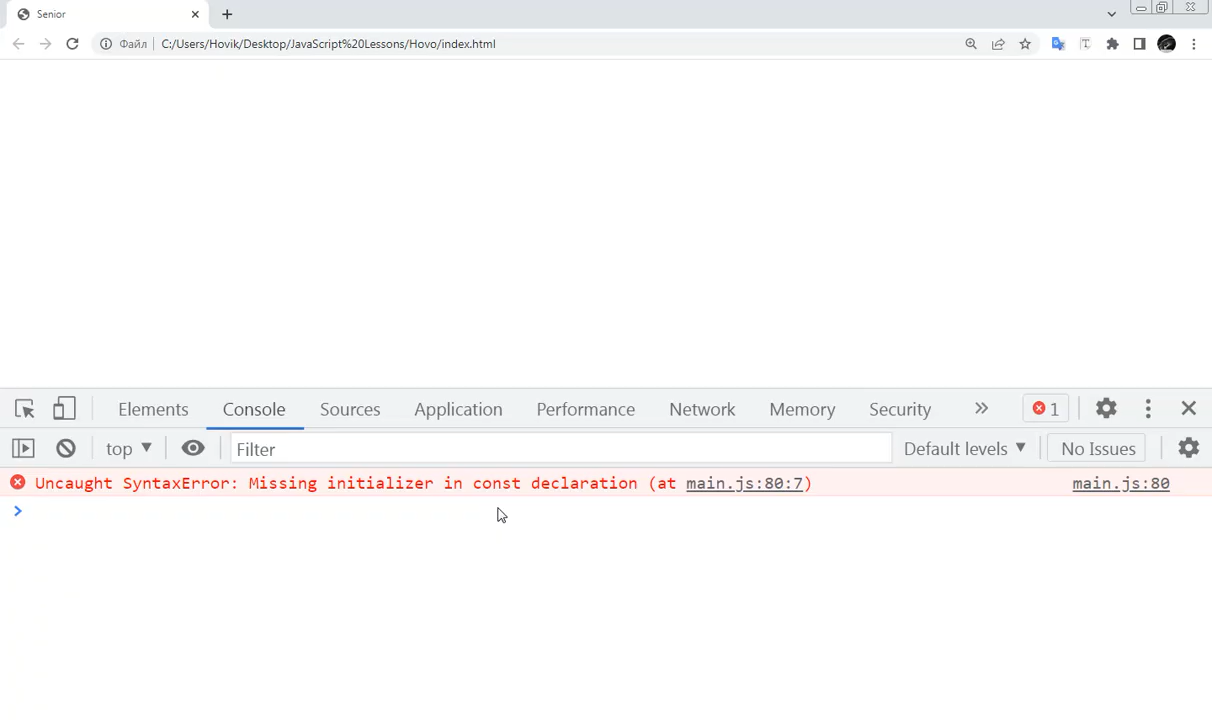 Senior
Файл C:/Users/Hovik/Desktop/JavaScript%20Lessons/Hovo/index.html
Elements Console Sources Application Performance Network Memory Security 1
top Filter Default levels No Issues
Uncaught SyntaxError: Missing initializer in const declaration (at main.js:80:7) main.js:80